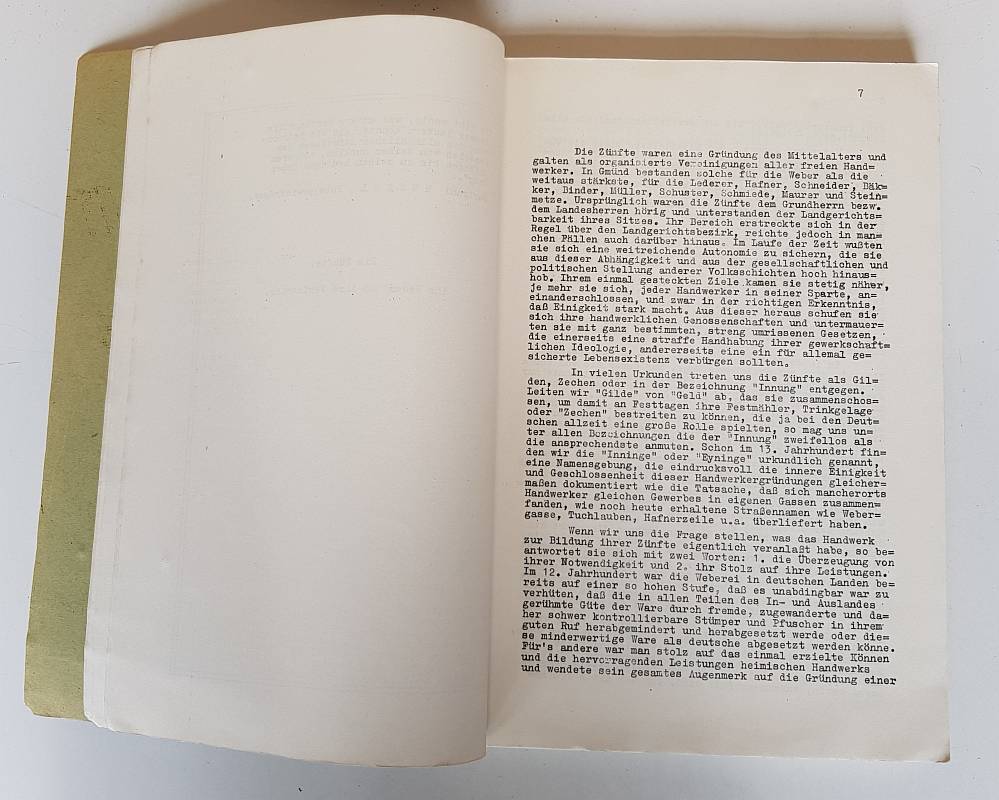 7
Die Zünfte waren eine Gründung des Mittelalters und
galten als organisierte Vereinigungen aller freien Hand=
werker. In Gmünd bestanden solche für die Weber als die
weitaus stärkste, für die Lederer, Hafner, Schneider, Bäk=
ker, Binder, Müller, Schuster, Schmiede, Maurer und Stein=
metze. Ursprünglich waren die Zünfte dem Grundherrn bezw.
dem Landesherren hörig und unterstanden der Landgerichts=
barkeit ihres Sitzes. Ihr Bereich erstreckte sich in der
Regel über den Landgerichtsbezirk, reichte jedoch in man=
chen Fällen auch darüber hinaus. Im Laufe der Zeit wußten
sie sich eine weitreichende Autonomie zu sichern, die sie
aus dieser Abhängigkeit und aus der gesellschaftlichen und
politischen Stellung anderer Volksschichten hoch hinaus=
hob. Ihrem einmal gesteckten Ziele kamen sie stetig näher,
je mehr sie sich, jeder Handwerker in seiner Sparte, an=
einanderschlossen, und zwar in der richtigen Erkenntnis,
daß Einigkeit stark macht. Aus dieser heraus schufen sie
sich ihre handwerklichen Genossenschaften und untermauer=
ten sie mit ganz bestimmten, streng umrissenen Gesetzen,
die einerseits eine straffe Handhabung ihrer gewerkschaft=
lichen Ideologie, andererseits eine ein für allemal ge=
sicherte Lebensexistenz verbürgen sollten.
In vielen Urkunden treten uns die Zünfte als Gil=
den, Zechen oder in der Bezeichnung "Innung" entgegen.
Leiten wir "Gilde" von "Geld" ab, das sie zusammenschos=
sen, um damit an Festtagen ihre Festmähler, Trinkgelage
oder "Zechen" bestreiten zu können, die ja bei den Deut=
schen allzeit eine große Rolle spielten, so mag uns un=
ter allen Bezeichnungen die der "Innung" zweifellos als
die ansprechendste anmuten. Schon im 13. Jahrhundert fin=
den wir die "Inninge" oder "Eyninge" urkundlich genannt,
eine Namensgebung, die eindrucksvoll die innere Einigkeit
und Geschlossenheit dieser Handwerkergründungen gleicher=
maßen dokumentiert wie die Tatsache, daß sich mancherorts
Handwerker gleichen Gewerbes in eigenen Gassen zusammen=
fanden, wie noch heute erhaltene Straßennamen wie Weber=
gasse, Tuchlauben, Hafnerzeile u.a. überliefert haben.
Wenn wir uns die Frage stellen, was das Handwerk
zur Bildung ihrer Zünfte eigentlich veranlaßt habe, so be=
antwortet sie sich mit zwei Worten: 1. die Überzeugung von
ihrer Notwendigkeit und 2. ihr Stolz auf ihre Leistungen.
Im 12. Jahrhundert war die Weberei in deutschen Landen be=
reits auf einer so hohen Stufe, daß es unabdingbar war zu
verhüten, daß die in allen Teilen des In- und Auslandes
gerühmte Güte der Ware durch fremde, zugewanderte und da=
her schwer kontrollierbare Stümper und Pfuscher in ihrem
guten Ruf herabgemindert und herabgesetzt werde oder die=
se minderwertige Ware als deutsche abgesetzt werden könne.
Für's andere war man stolz auf das einmal erzielte Können
und die hervorragenden Leistungen heimischen Handwerks
und wendete sein gesamtes Augenmerk auf die Gründung einer